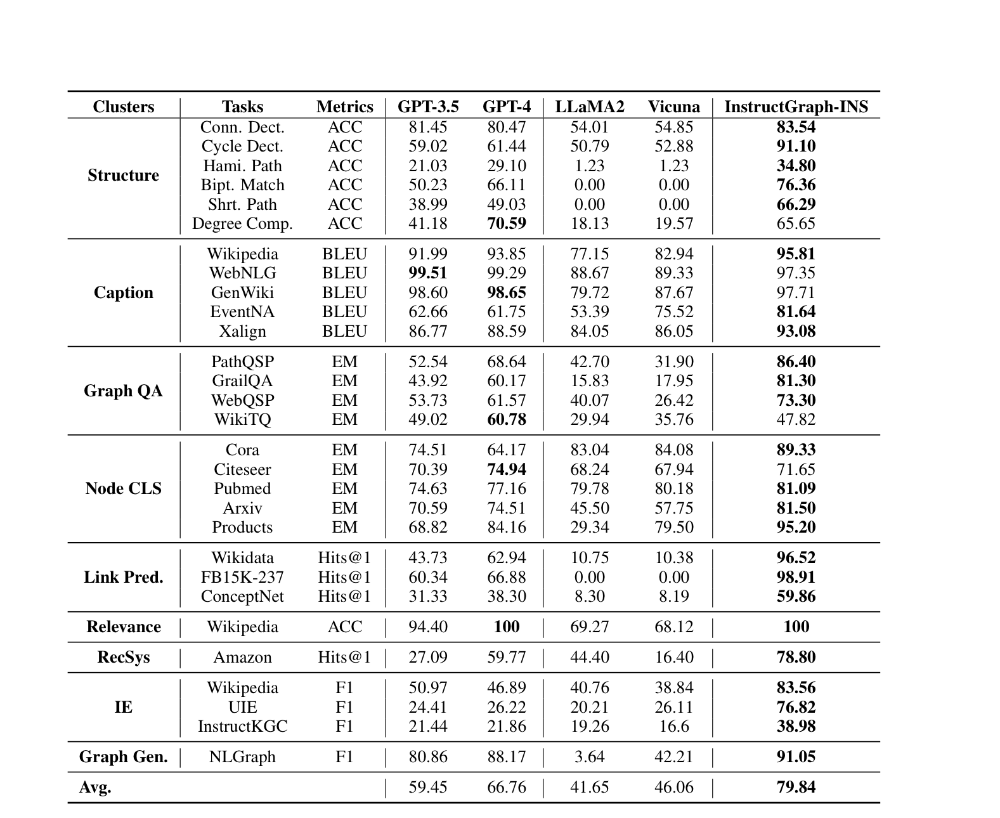 Clusters Tasks Metrics GPT-3.5 GPT-4 LLaMA2 Vicuna InstructGraph-INS
Structure
Conn. Dect. ACC 81.45 80.47 54.01 54.85 83.54
Cycle Dect. ACC 59.02 61.44 50.79 52.88 91.10
Hami. Path ACC 21.03 29.10 1.23 1.23 34.80
Bipt. Match ACC 50.23 66.11 0.00 0.00 76.36
Shrt. Path ACC 38.99 49.03 0.00 0.00 66.29
Degree Comp. ACC 41.18 70.59 18.13 19.57 65.65
Caption
Wikipedia BLEU 91.99 93.85 77.15 82.94 95.81
WebNLG BLEU 99.51 99.29 88.67 89.33 97.35
GenWiki BLEU 98.60 98.65 79.72 87.67 97.71
EventNA BLEU 62.66 61.75 53.39 75.52 81.64
Xalign BLEU 86.77 88.59 84.05 86.05 93.08
Graph QA
PathQSP EM 52.54 68.64 42.70 31.90 86.40
GrailQA EM 43.92 60.17 15.83 17.95 81.30
WebQSP EM 53.73 61.57 40.07 26.42 73.30
WikiTQ EM 49.02 60.78 29.94 35.76 47.82
Node CLS
Cora EM 74.51 64.17 83.04 84.08 89.33
Citeseer EM 70.39 74.94 68.24 67.94 71.65
Pubmed EM 74.63 77.16 79.78 80.18 81.09
Arxiv EM 70.59 74.51 45.50 57.75 81.50
Products EM 68.82 84.16 29.34 79.50 95.20
Link Pred.
Wikidata Hits@1 43.73 62.94 10.75 10.38 96.52
FB15K-237 Hits@1 60.34 66.88 0.00 0.00 98.91
ConceptNet Hits@1 31.33 38.30 8.30 8.19 59.86
Relevance Wikipedia ACC 94.40 100 69.27 68.12 100
RecSys Amazon Hits@1 27.09 59.77 44.40 16.40 78.80
IE
Wikipedia F1 50.97 46.89 40.76 38.84 83.56
UIE F1 24.41 26.22 20.21 26.11 76.82
InstructKGC F1 21.44 21.86 19.26 16.6 38.98
Graph Gen. NLGraph F1 80.86 88.17 3.64 42.21 91.05
Avg. 59.45 66.76 41.65 46.06 79.84